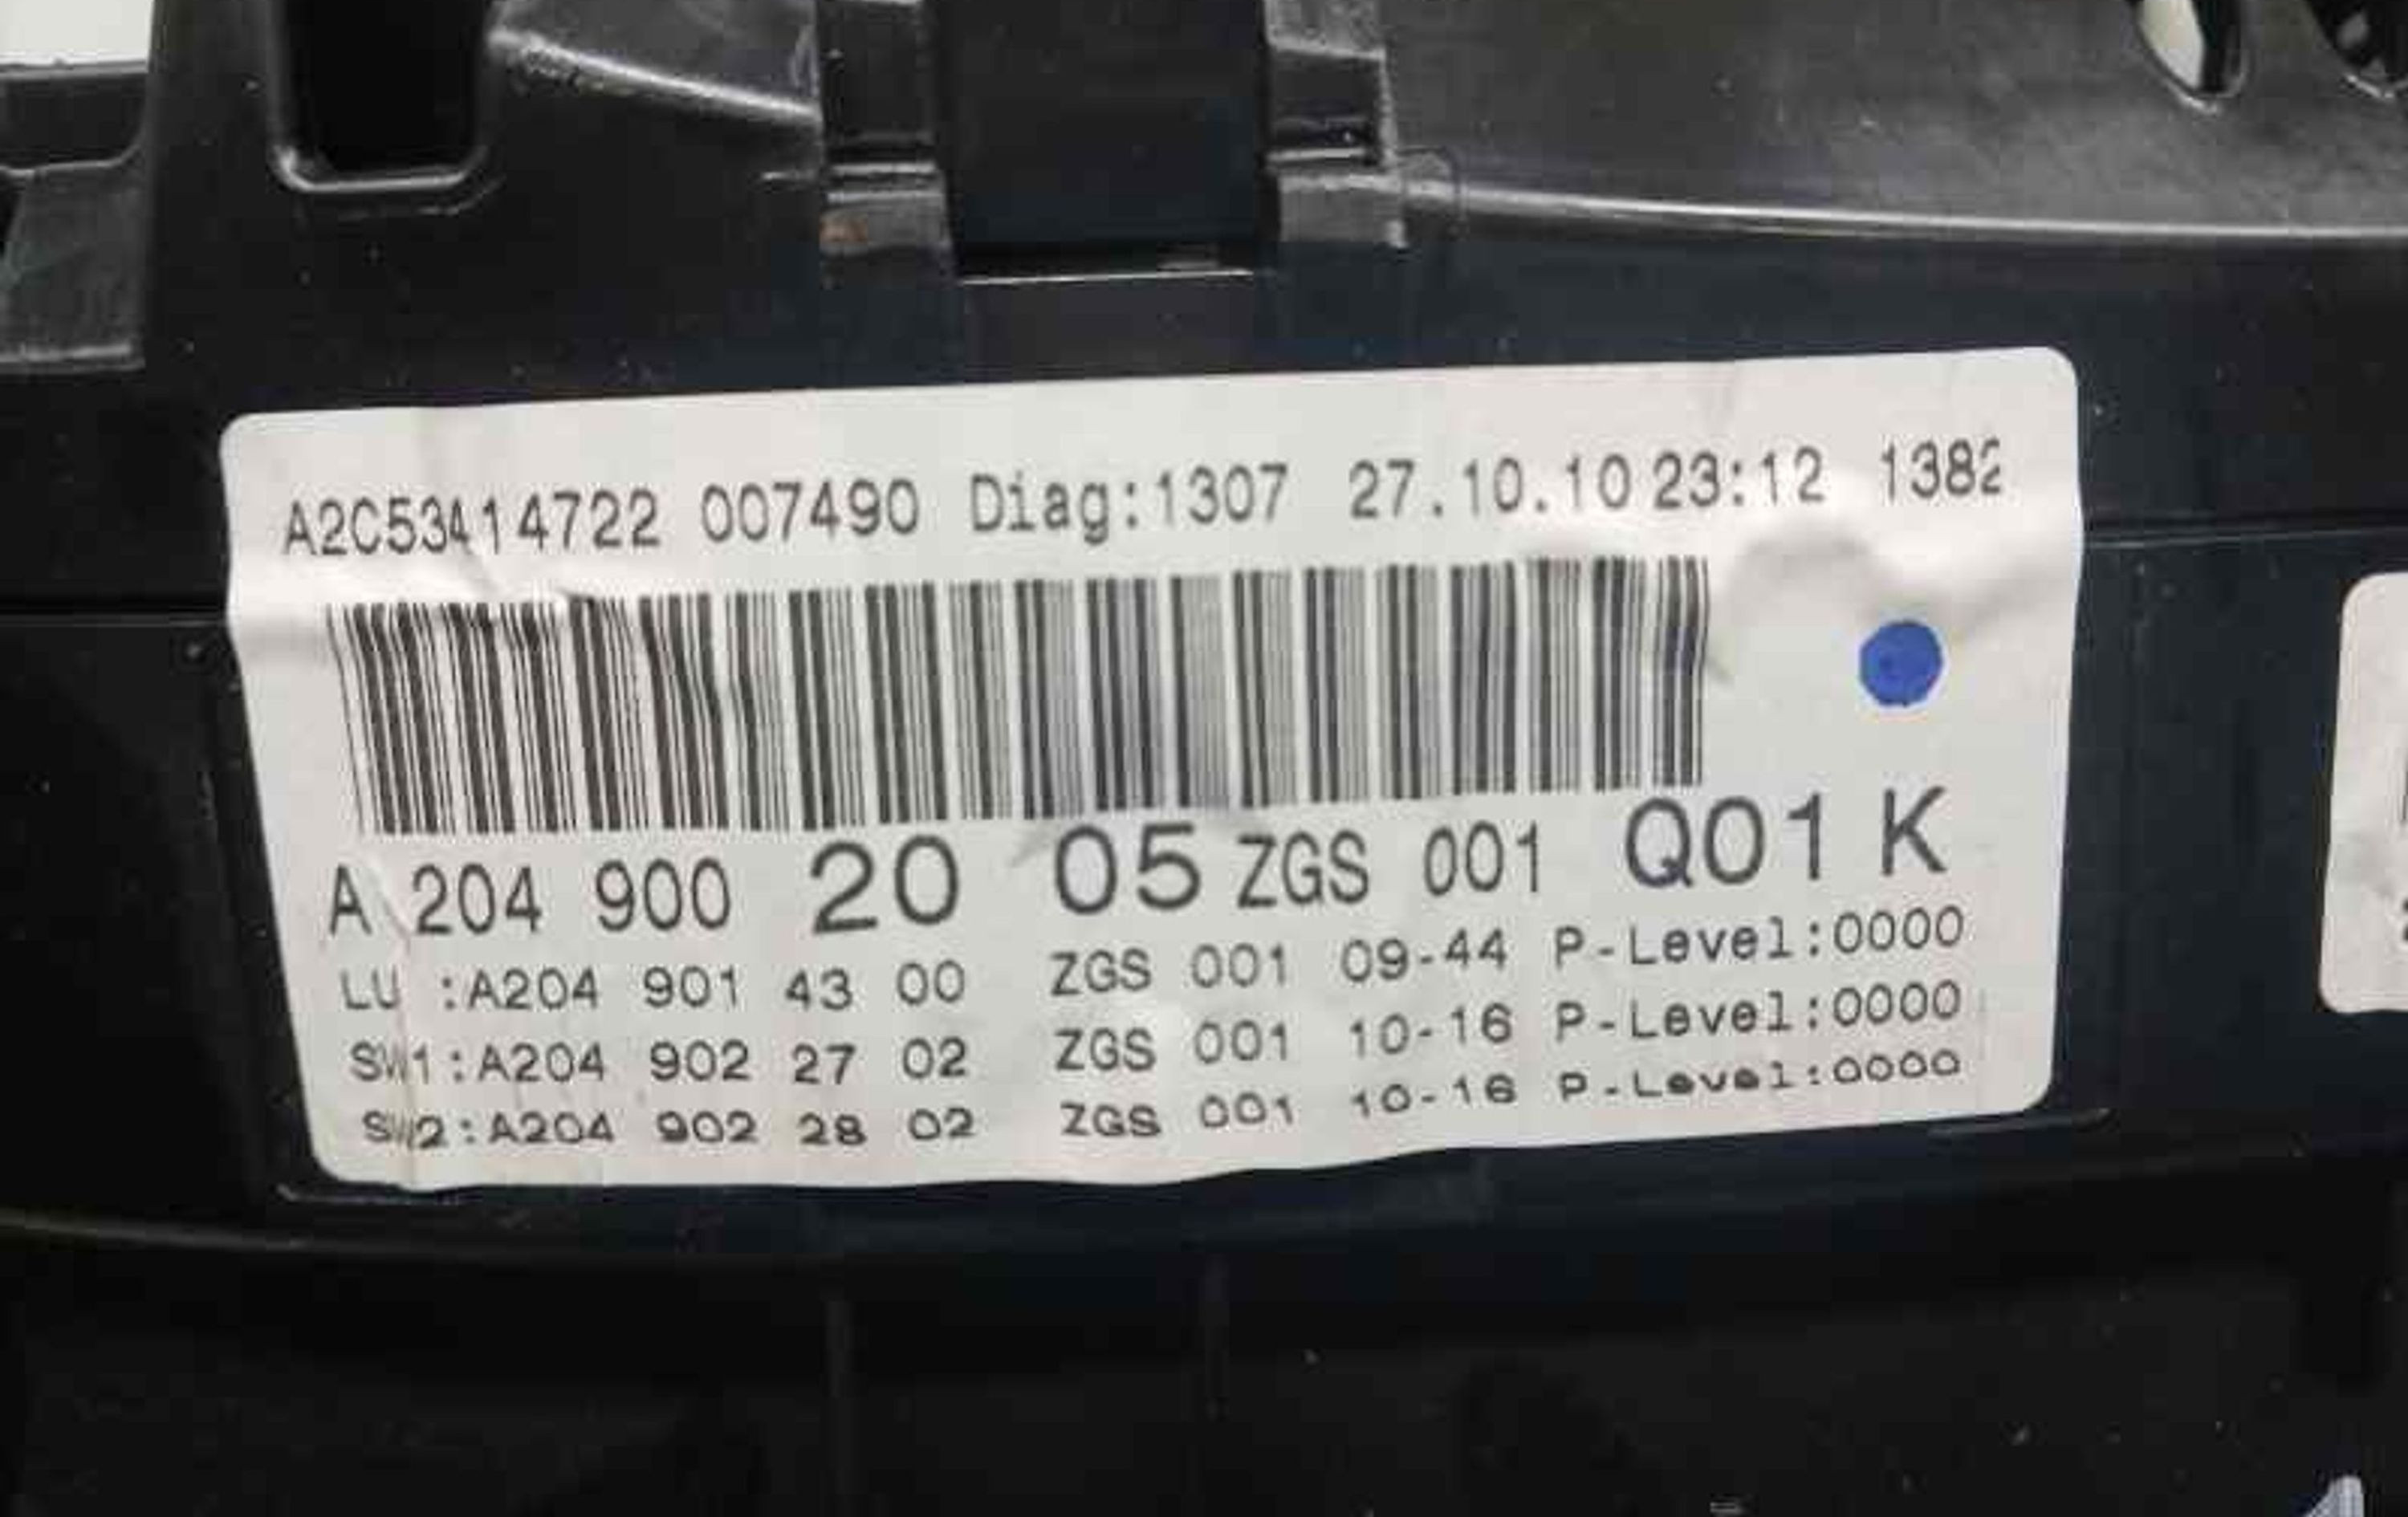 A2C53414722 007490 Diag:1307 27.10.10 23:12 1382
A 204 900 20 05 ZGS 001 Q01 K
LU :A204 901 43 00 ZGS 001 09-44 P-Level:0000
SW1:A204 902 27 02 ZGS 001 10-16 P-Level:0000
SW2:A204 902 28 02 ZGS 001 10-16 P-Level:0000